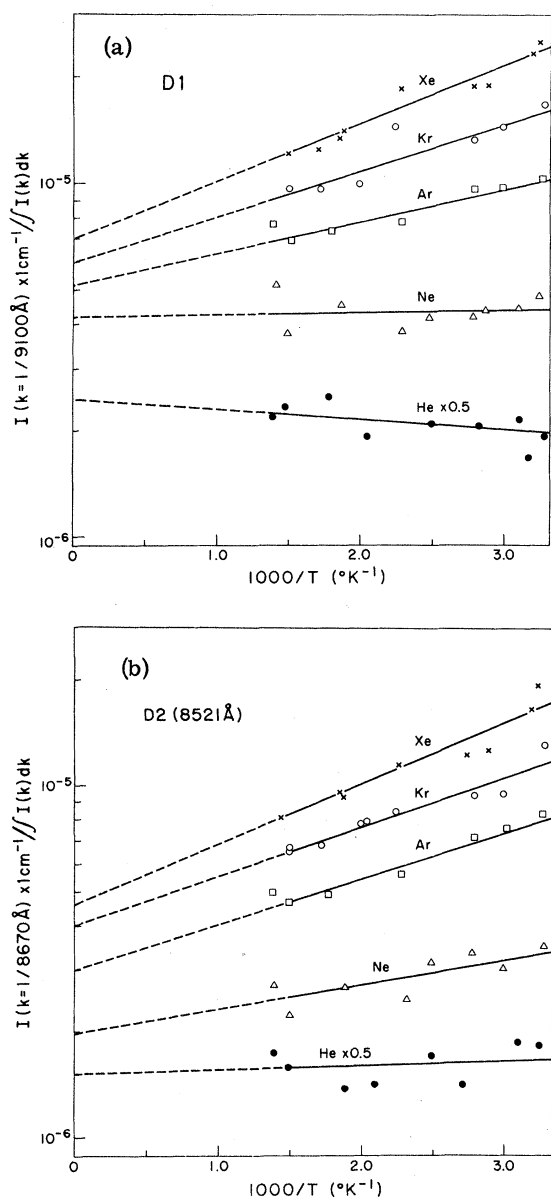 (a)
D1
Xe
Kr
Ar
Ne
He x0.5
I(k=1/9100Å) x1cm⁻¹/∫I(k)dk
10⁻⁵
10⁻⁶
0 1.0 2.0 3.0
1000/T (°K⁻¹)
(b)
D2 (8521Å)
Xe
Kr
Ar
Ne
He x0.5
I(k=1/8670Å) x1cm⁻¹/∫I(k)dk
10⁻⁵
10⁻⁶
0 1.0 2.0 3.0
1000/T (°K⁻¹)